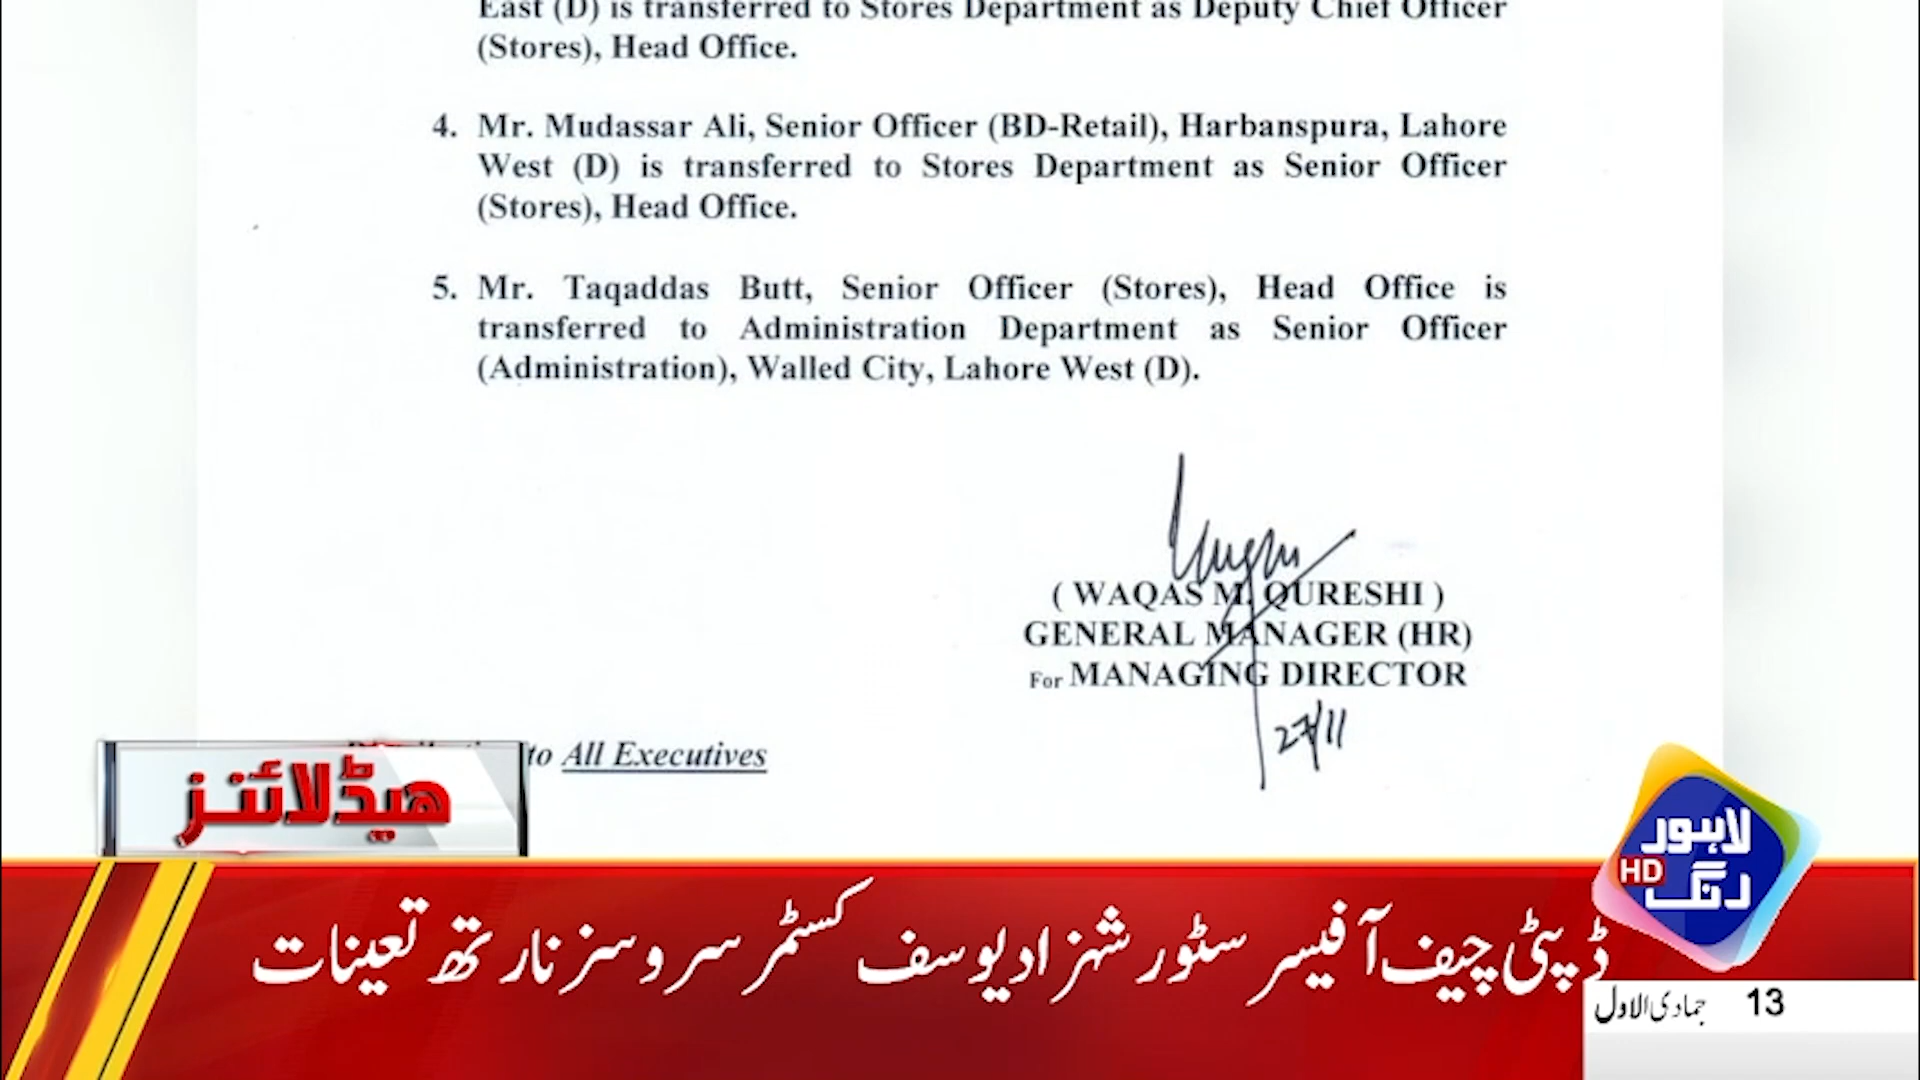 East (D) is transferred to Stores Department as Deputy Chief Officer
(Stores), Head Office.
4. Mr. Mudassar Ali, Senior Officer (BD-Retail), Harbanspura, Lahore
West (D) is transferred to Stores Department as Senior Officer
(Stores), Head Office.
5. Mr. Taqaddas Butt, Senior Officer (Stores), Head Office is
transferred to Administration Department as Senior Officer
(Administration), Walled City, Lahore West (D).
( WAQAS M. QURESHI )
GENERAL MANAGER (HR)
For MANAGING DIRECTOR
27/11
to All Executives
ھیڈلائنز
لاہور
HD
رنگ
ڈپٹی چیف آفیسر سٹور شہزاد یوسف کسٹمر سروسز نارتھ تعینات
13 جمادی الاول